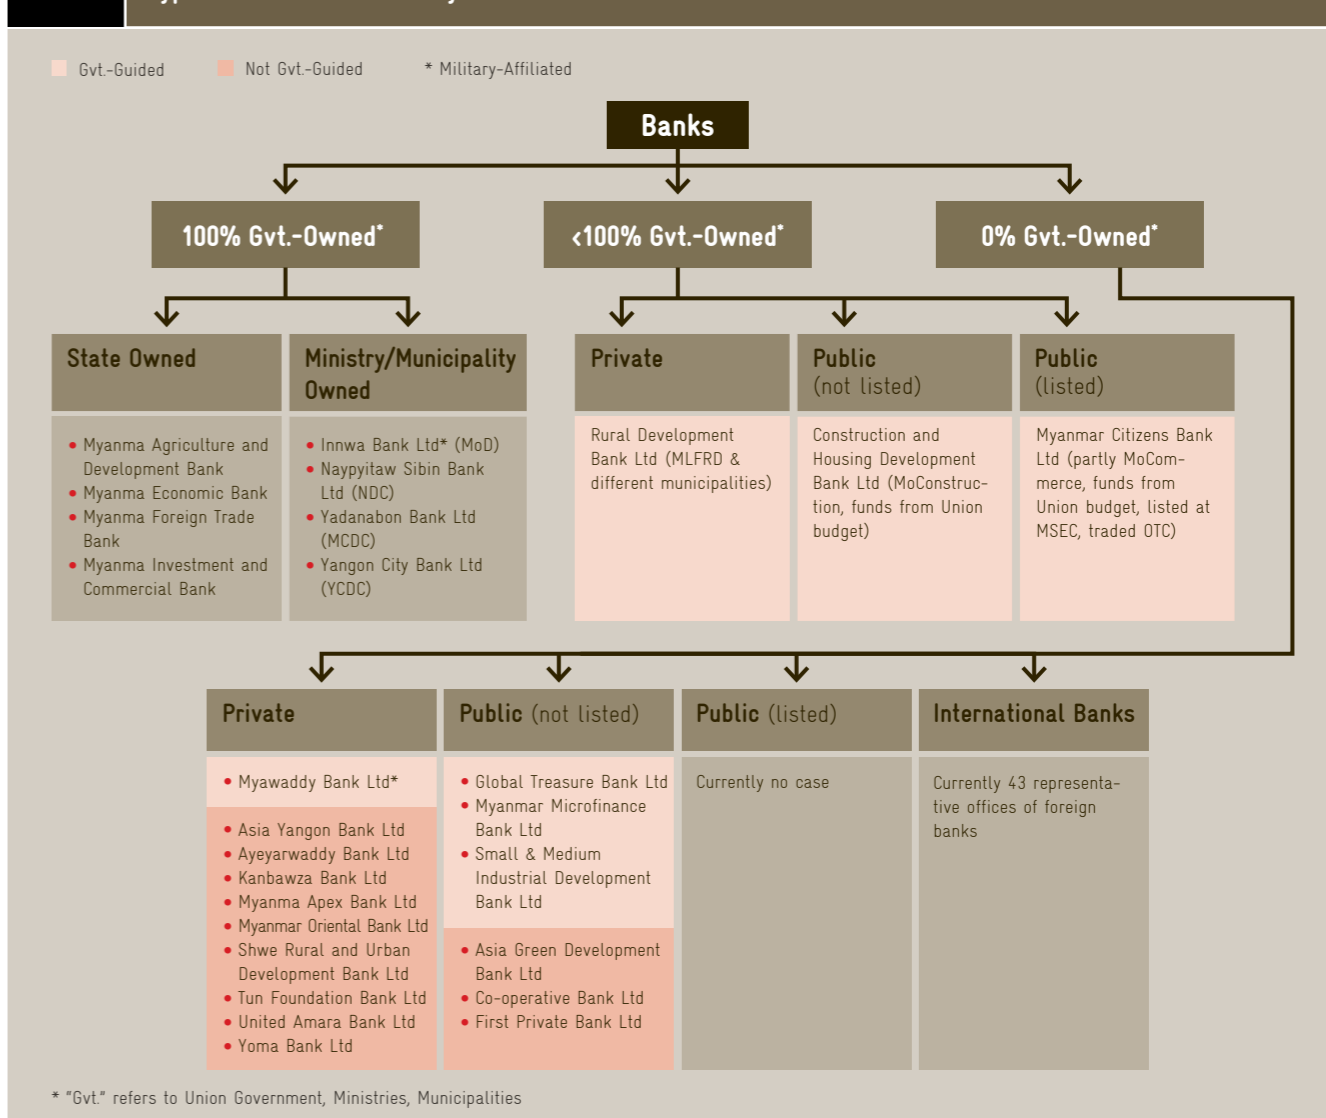 Gvt.-Guided
Not Gvt.-Guided
* Military-Affiliated
Banks
100% Gvt.-Owned*
<100% Gvt.-Owned*
0% Gvt.-Owned*
State Owned
• Myanma Agriculture and
Development Bank
• Myanma Economic Bank
• Myanma Foreign Trade
Bank
• Myanma Investment and
Commercial Bank
Ministry/Municipality
Owned
• Innwa Bank Ltd* (MoD)
• Naypyitaw Sibin Bank
Ltd (NDC)
• Yadanabon Bank Ltd
(MCDC)
• Yangon City Bank Ltd
(YCDC)
Private
Rural Development
Bank Ltd (MLFRD &
different municipalities)
Public
(not listed)
Construction and
Housing Development
Bank Ltd (MoConstruc-
tion, funds from Union
budget)
Public
(listed)
Myanmar Citizens Bank
Ltd (partly MoCom-
merce, funds from
Union budget, listed at
MSEC, traded OTC)
Private
• Myawaddy Bank Ltd*
• Asia Yangon Bank Ltd
• Ayeyarwaddy Bank Ltd
• Kanbawza Bank Ltd
• Myanma Apex Bank Ltd
• Myanmar Oriental Bank Ltd
• Shwe Rural and Urban
Development Bank Ltd
• Tun Foundation Bank Ltd
• United Amara Bank Ltd
• Yoma Bank Ltd
Public (not listed)
• Global Treasure Bank Ltd
• Myanmar Microfinance
Bank Ltd
• Small & Medium
Industrial Development
Bank Ltd
• Asia Green Development
Bank Ltd
• Co-operative Bank Ltd
• First Private Bank Ltd
Public (listed)
Currently no case
International Banks
Currently 43 representa-
tive offices of foreign
banks
* "Gvt." refers to Union Government, Ministries, Municipalities